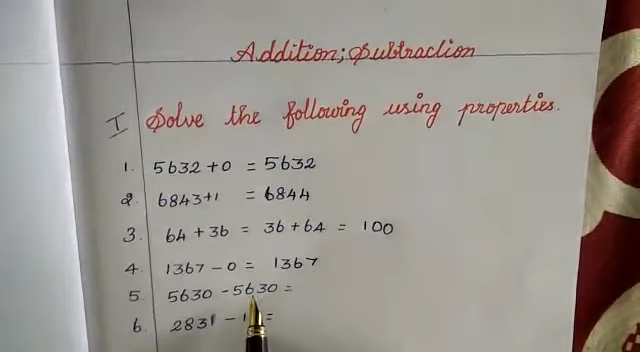 Addition; Subtraction
I Solve the following using properties.
1. 5632 + 0 = 5632
2. 6843 + 1 = 6844
3. 64 + 36 = 36 + 64 = 100
4. 1367 - 0 = 1367
5. 5630 - 5630 =
6. 2831 - =